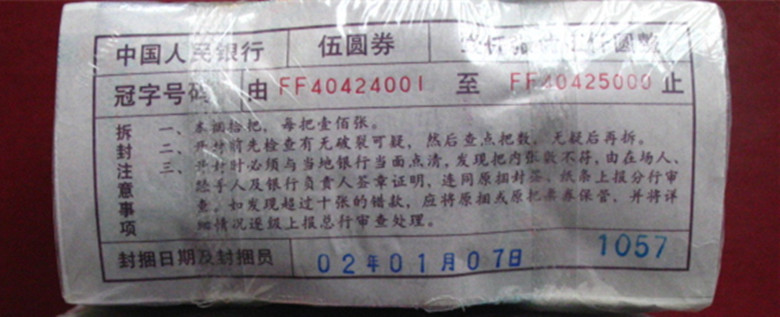 中国人民银行 伍圆券 壹仟张 伍仟圆整
冠字号码 由 FF40424001 至 FF40425000 止
拆封注意事项
一、本捆拾把，每把壹佰张。
二、开封前先检查有无破裂可疑，然后查点把数，无疑后再拆。
三、开封时必须与当地银行当面点清，发现把内张数不符，由在场人、
经手人及银行负责人签章证明，连同原捆封签、纸条上报分行审
查。如发现超过十张的错款，应将原捆或原把票券保管，并将详
细情况逐级上报总行审查处理。
封捆日期及封捆员 02年01月07日 1057